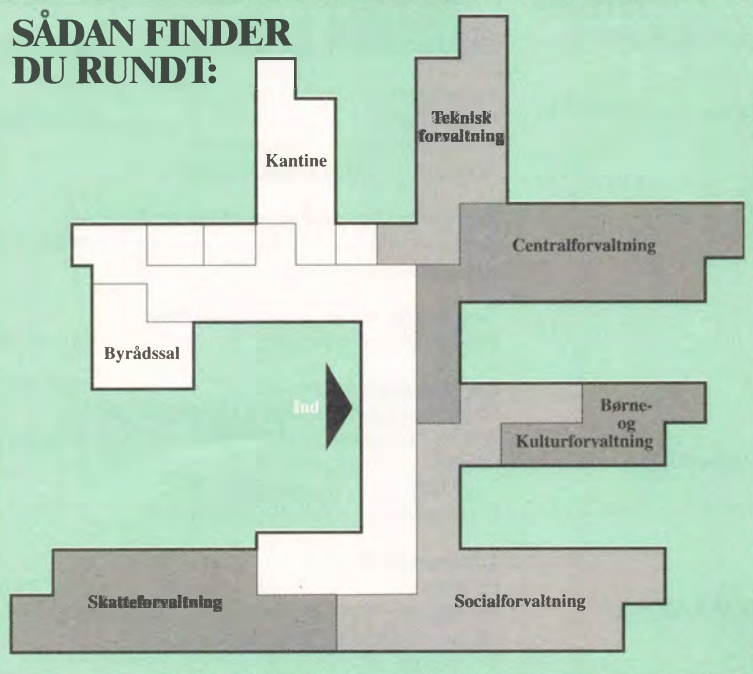 SÅDAN FINDER
DU RUNDT:
Kantine
Teknisk
forvaltning
Centralforvaltning
Byrådssal
Ind
Børne-
og
Kulturforvaltning
Skatteforvaltning
Socialforvaltning